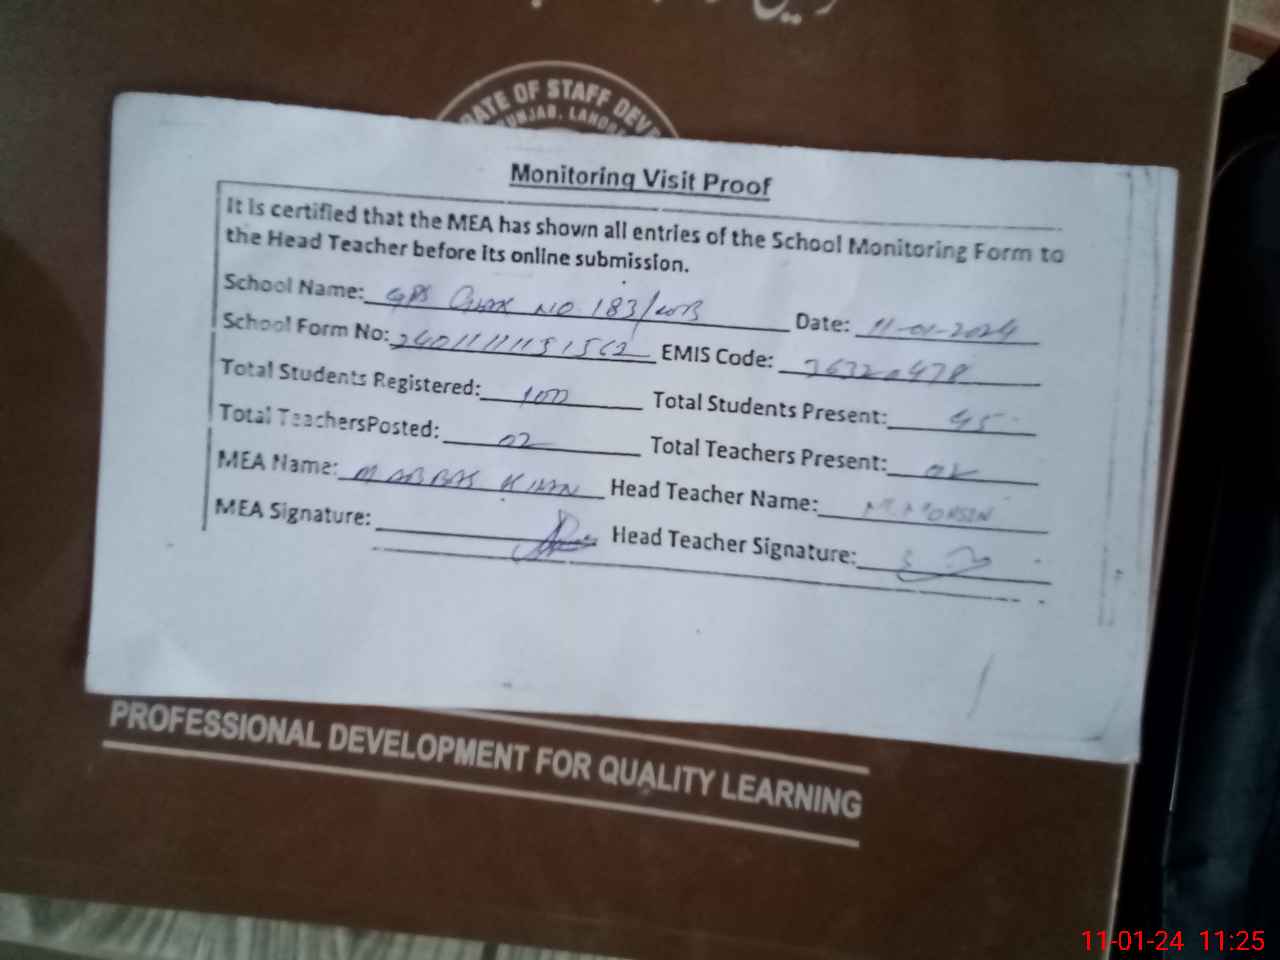 OF STAFF DEV
LAHORE
Monitoring Visit Proof
It is certified that the MEA has shown all entries of the School Monitoring Form to
the Head Teacher before its online submission.
School Name: GPS Chak NO. 183/WB Date: 11-01-2024
School Form No: EMIS Code:
Total Students Registered: 100 Total Students Present:
Total TeachersPosted: 02 Total Teachers Present: 02
MEA Name: M ABBAS KHAN Head Teacher Name: M. MOHSIN
MEA Signature: Head Teacher Signature:
PROFESSIONAL DEVELOPMENT FOR QUALITY LEARNING
11-01-24 11:25